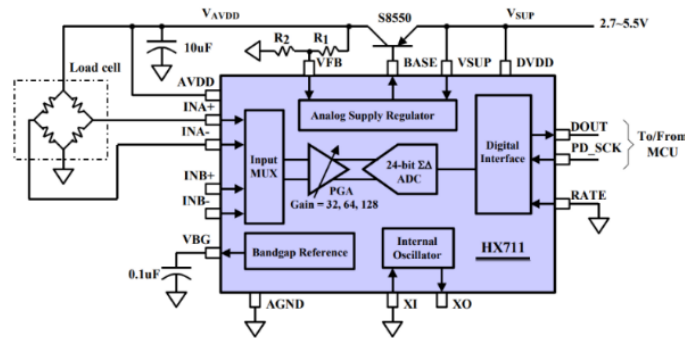 V_AVDD
S8550
V_SUP
2.7~5.5V
R2
R1
10uF
VFB
BASE
VSUP
DVDD
Load cell
AVDD
INA+
INA-
INB+
INB-
VBG
0.1uF
Analog Supply Regulator
Input
MUX
PGA
Gain = 32, 64, 128
24-bit ΣΔ
ADC
Digital
Interface
DOUT
PD_SCK
To/From
MCU
RATE
Bandgap Reference
Internal
Oscillator
HX711
AGND
XI
XO